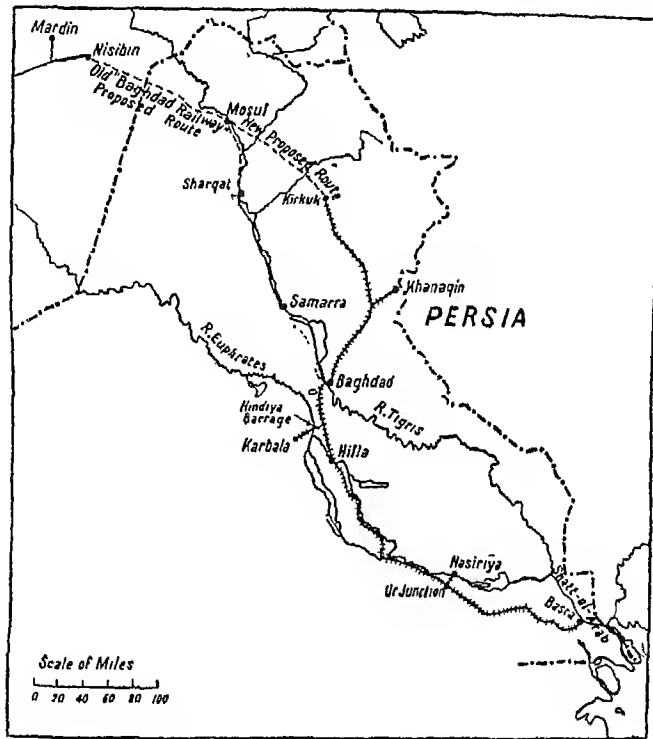 Mardin
Nisibin
Old Baghdad Railway
Proposed Route
Mosul
New Proposed Route
Sharqat
Kirkuk
Khanaqin
Samarra
PERSIA
R. Euphrates
Baghdad
R. Tigris
Hindiya
Barrage
Karbala
Hilla
Nasiriya
Ur Junction
Shatt-al-Arab
Basra
Scale of Miles
0 20 40 60 80 100